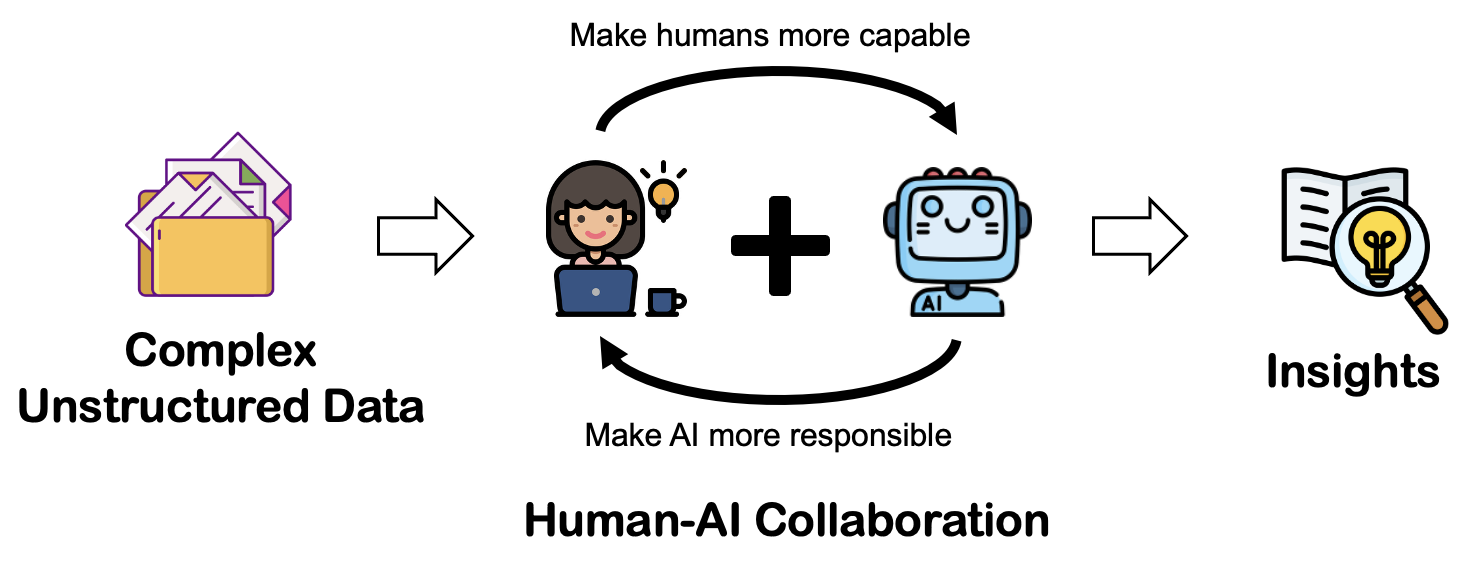 Make humans more capable
AI
Complex
Unstructured Data
Insights
Make AI more responsible
Human-AI Collaboration